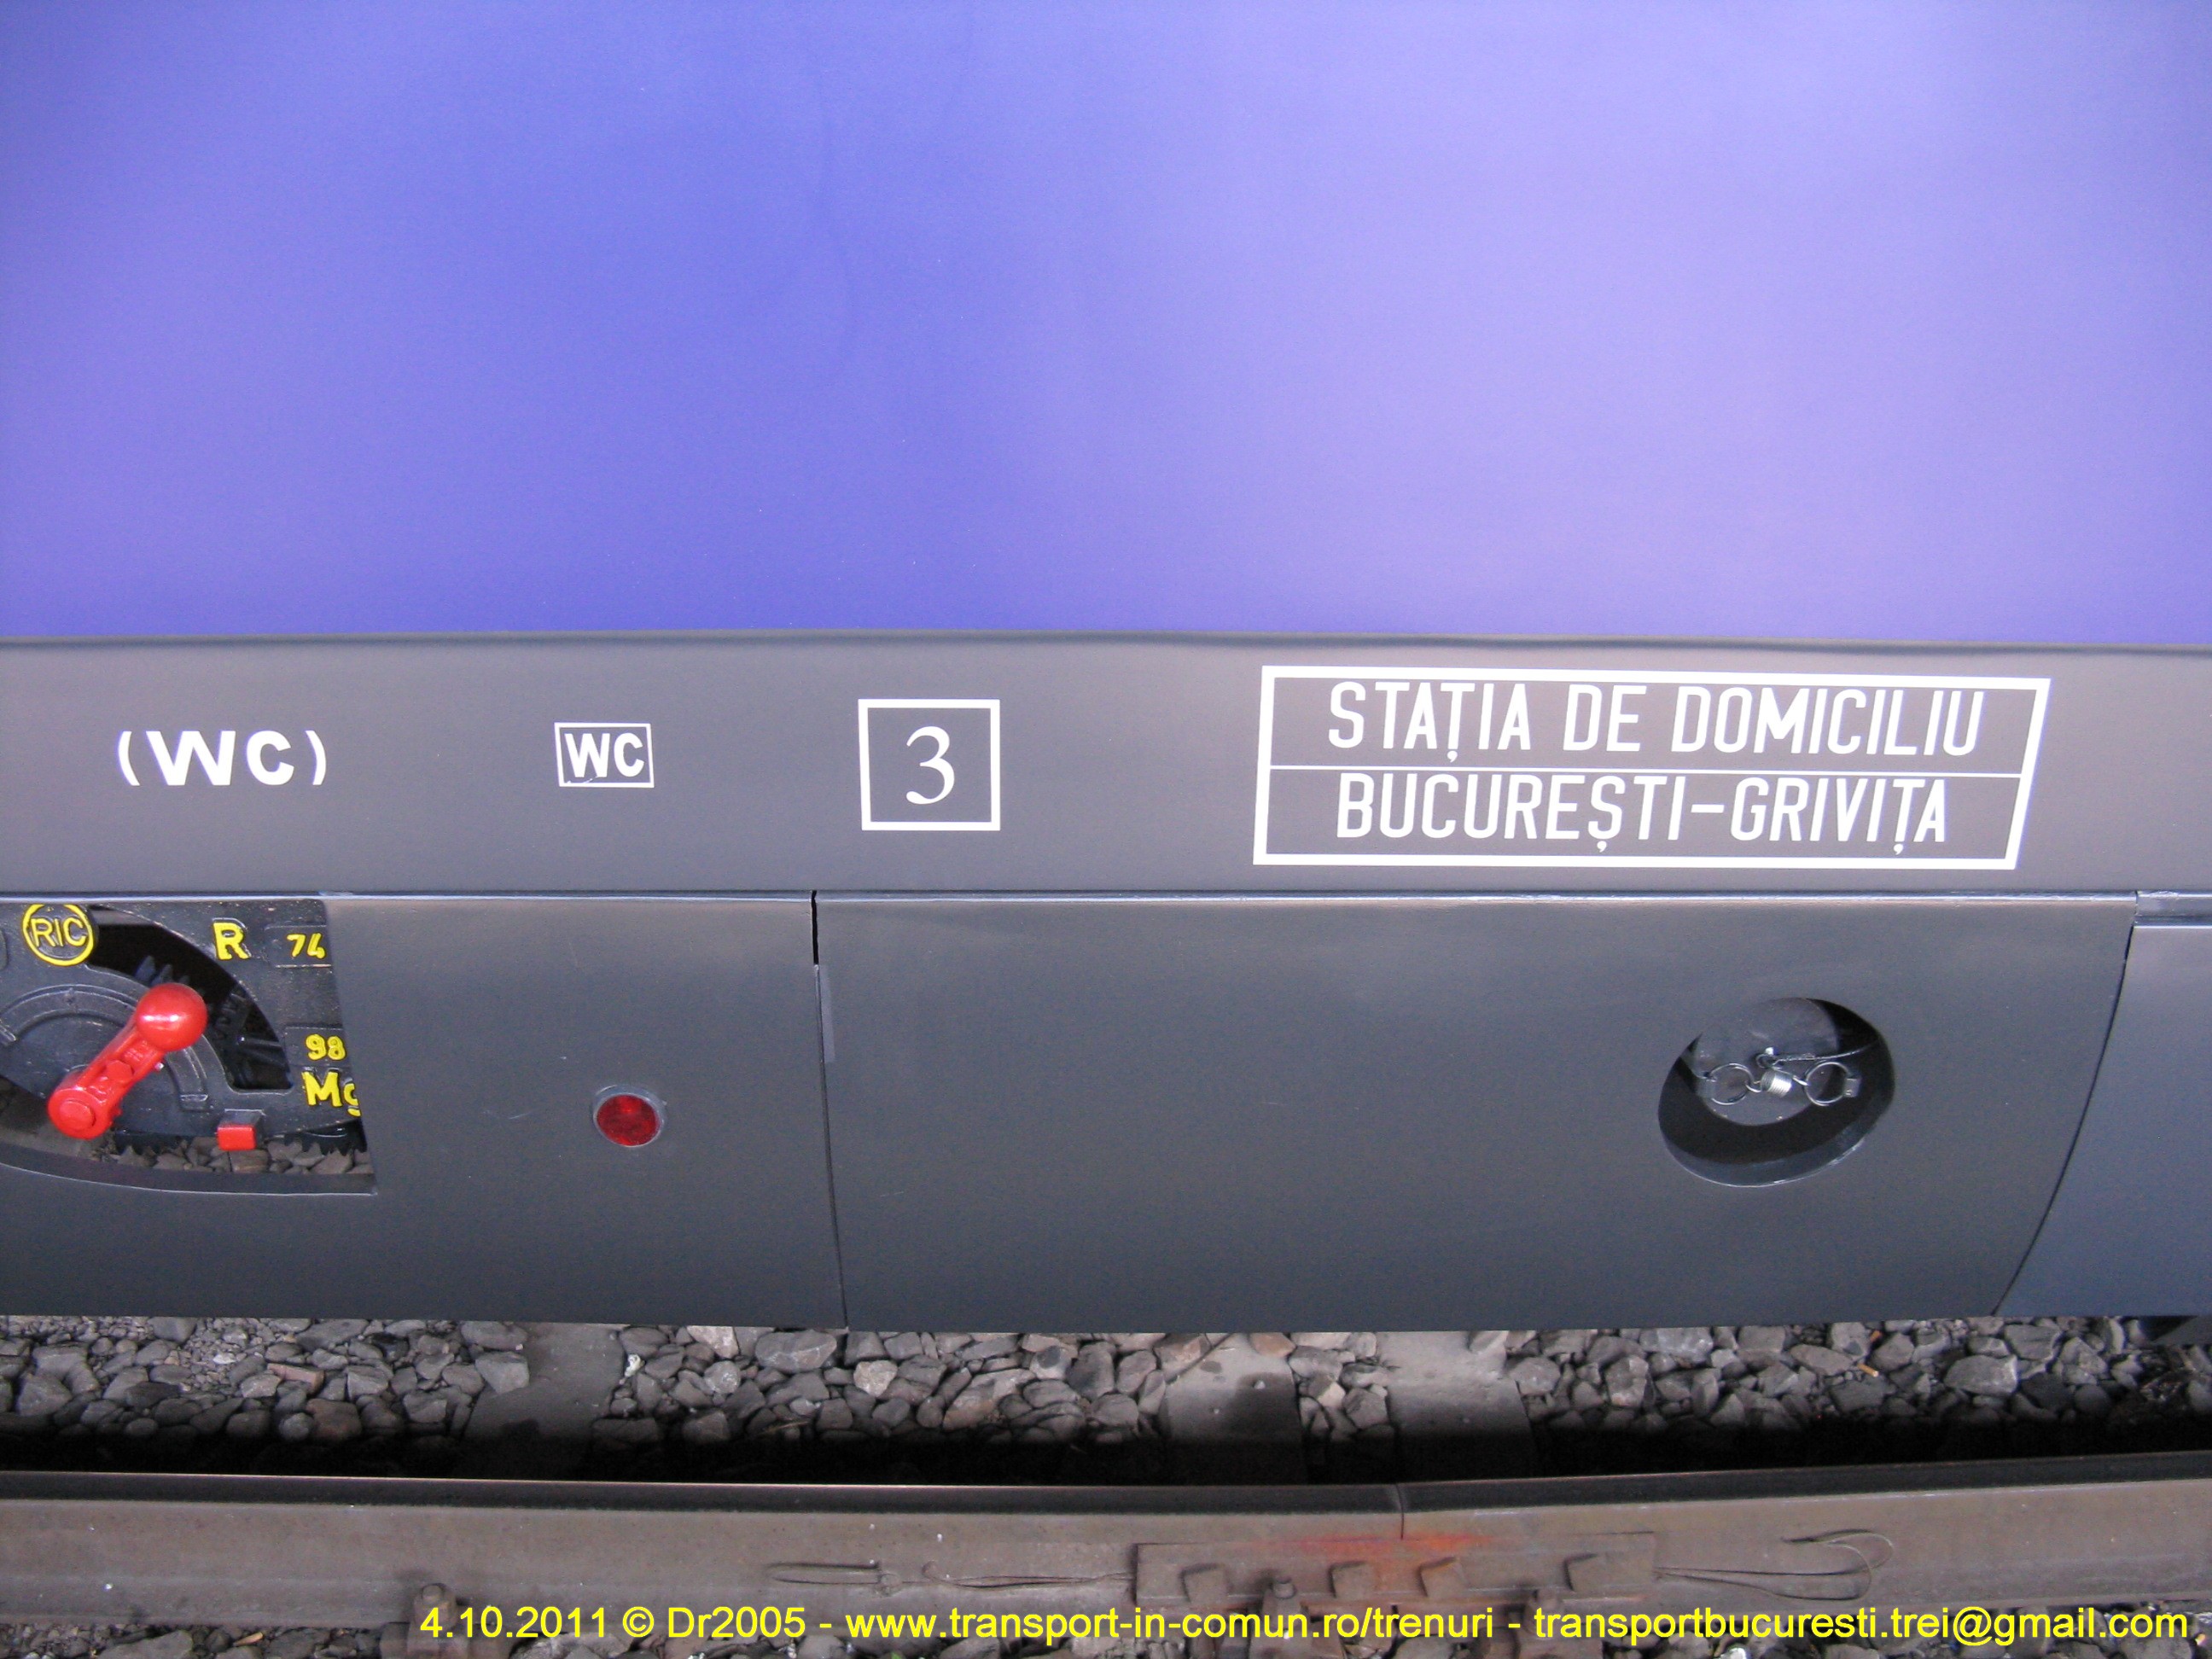 (WC)
WC
3
STAȚIA DE DOMICILIU
BUCUREȘTI-GRIVIȚA
RIC
R 74
98
Mg
4.10.2011 © Dr2005 - www.transport-in-comun.ro/trenuri - transportbucuresti.trei@gmail.com